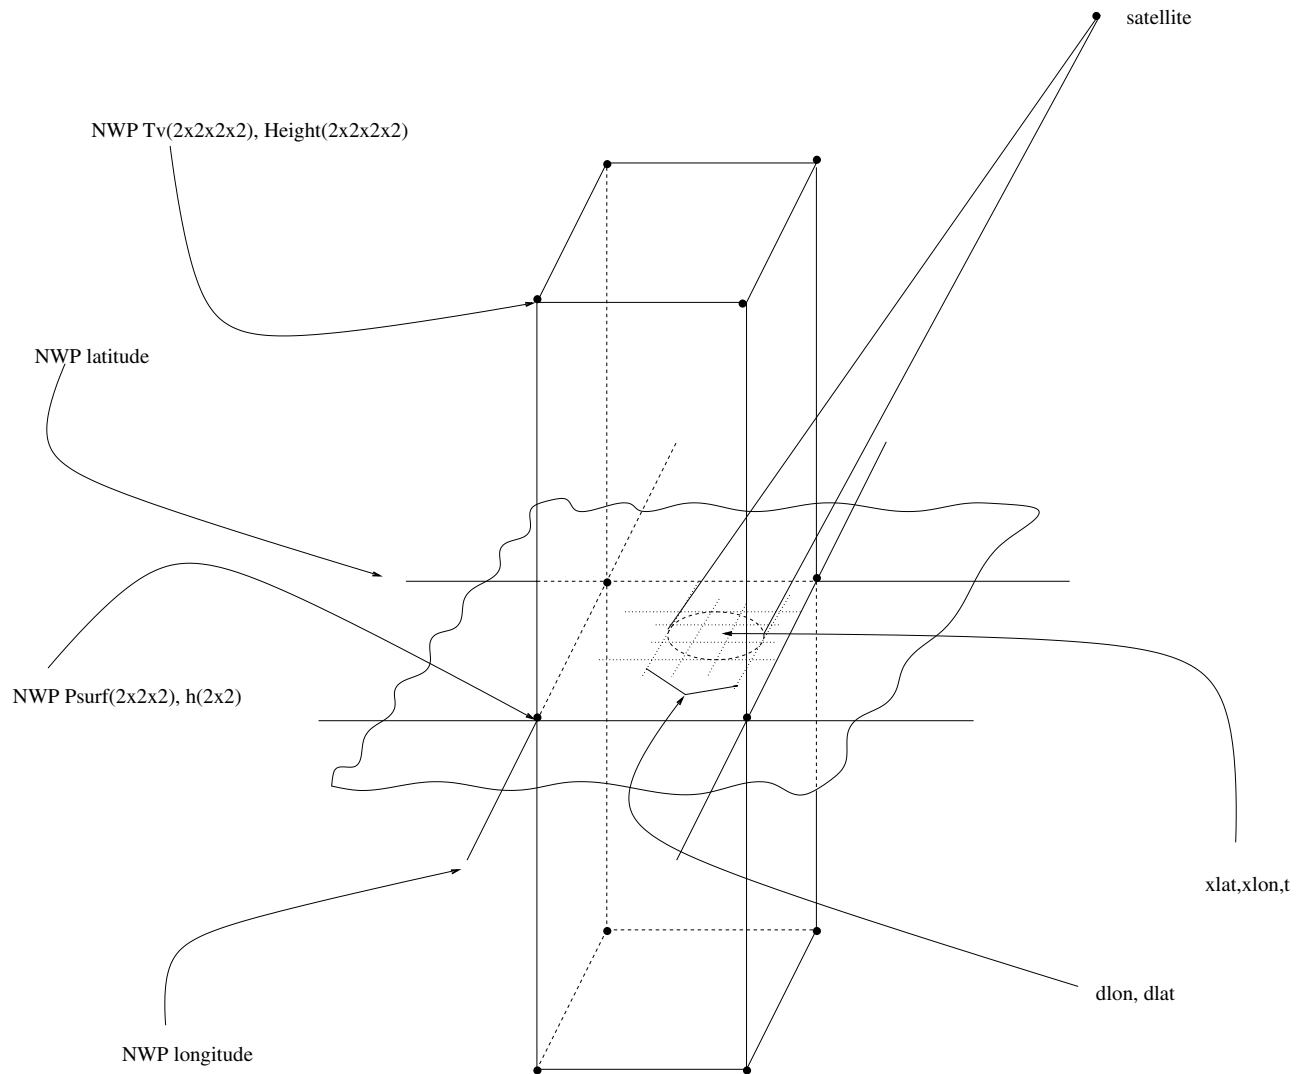 satellite
NWP Tv(2x2x2x2), Height(2x2x2x2)
NWP latitude
NWP Psurf(2x2x2), h(2x2)
xlat,xlon,t
dlon, dlat
NWP longitude